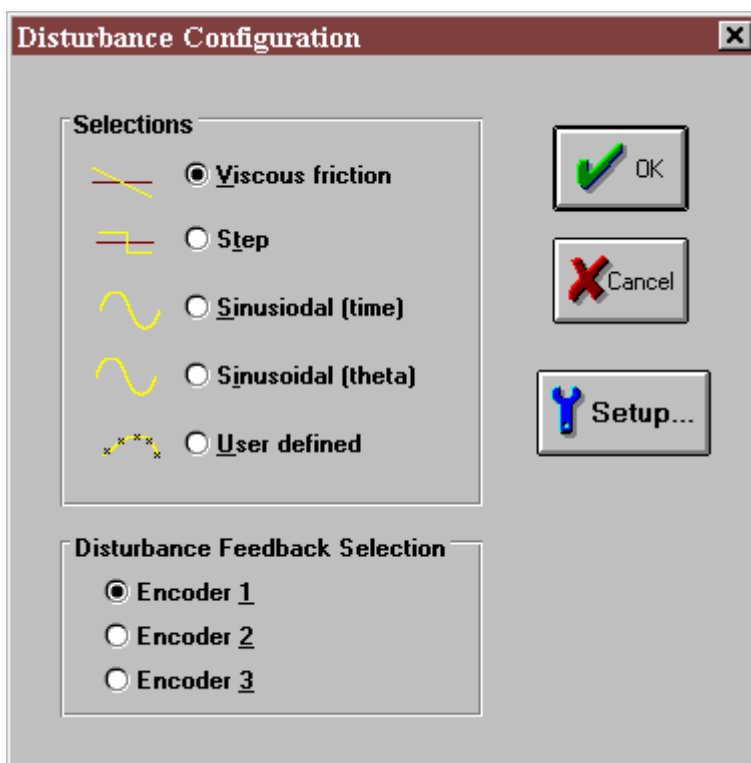 Disturbance Configuration
Selections
Viscous friction
Step
Sinusiodal (time)
Sinusoidal (theta)
User defined
OK
Cancel
Setup...
Disturbance Feedback Selection
Encoder 1
Encoder 2
Encoder 3